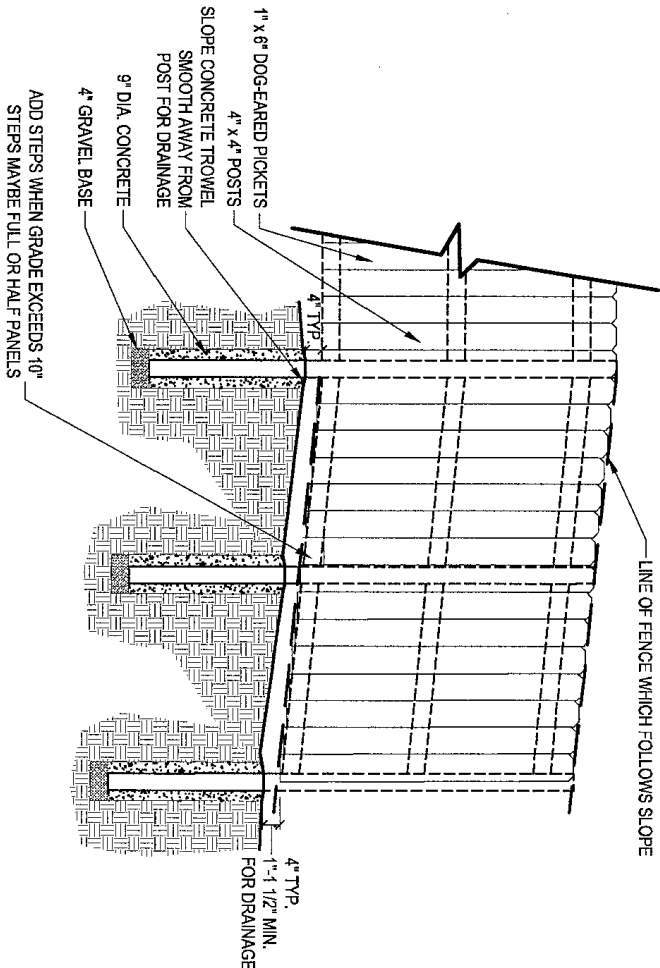 LINE OF FENCE WHICH FOLLOWS SLOPE
1" x 6" DOG-EARED PICKETS
4" x 4" POSTS
SLOPE CONCRETE TROWEL
SMOOTH AWAY FROM
POST FOR DRAINAGE
9" DIA. CONCRETE
4" GRAVEL BASE
ADD STEPS WHEN GRADE EXCEEDS 10"
STEPS MAYBE FULL OR HALF PANELS
4" TYP
4" TYP.
1"-1 1/2" MIN.
FOR DRAINAGE